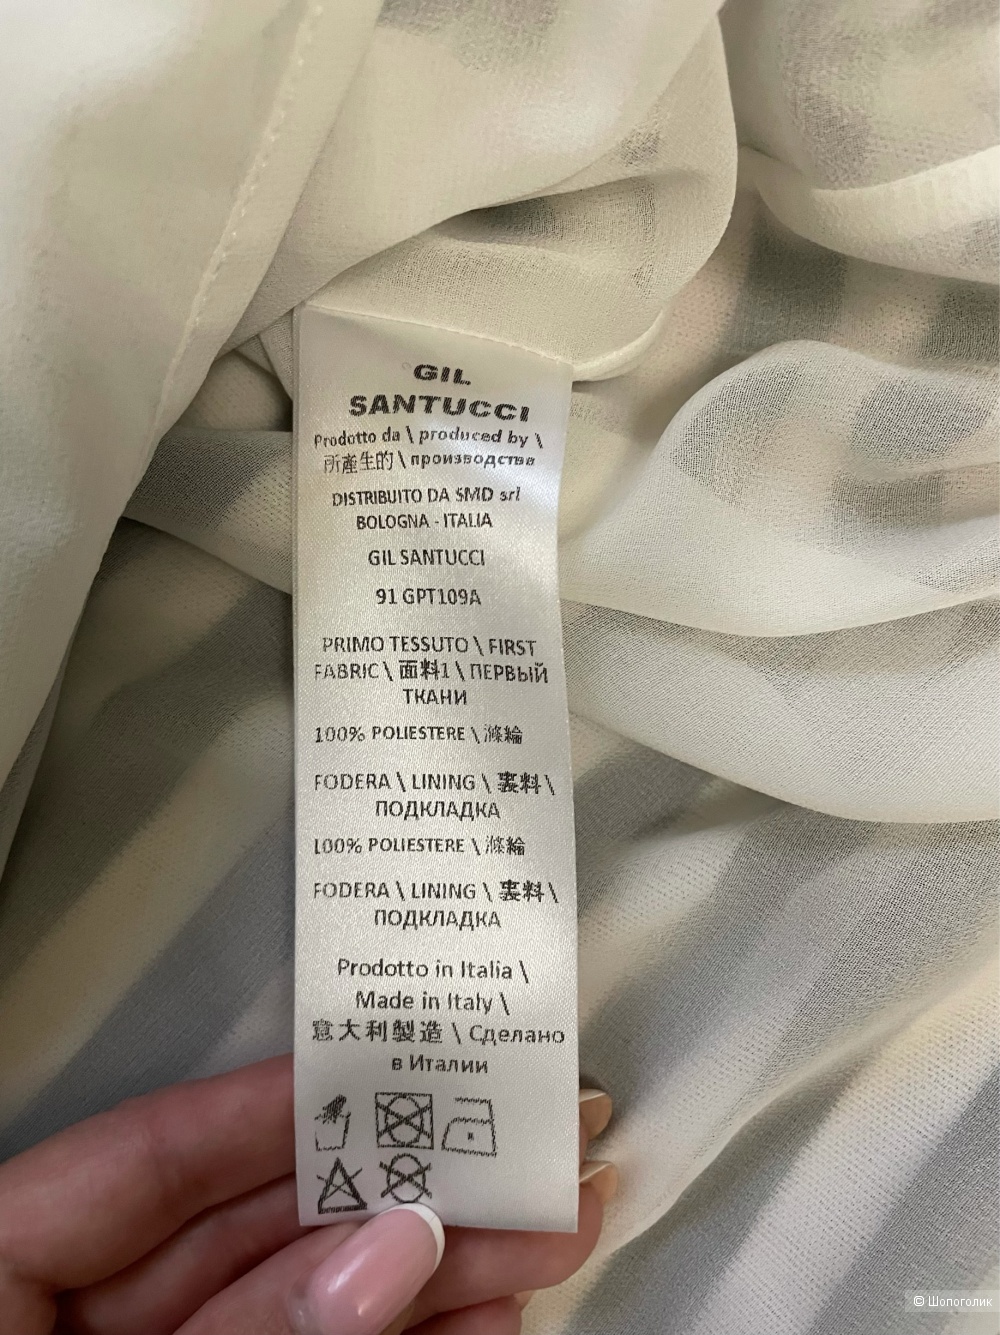 GIL
SANTUCCI
Prodotto da \ produced by \
所產生的 \ производстве
DISTRIBUITO DA SMD srl
BOLOGNA - ITALIA
GIL SANTUCCI
91 GPT109A
PRIMO TESSUTO \ FIRST
FABRIC \ 面料1 \ ПЕРВЫЙ
ТКАНИ
100% POLIESTERE \ 滌綸
FODERA \ LINING \ 裏料 \
ПОДКЛАДКА
100% POLIESTERE \ 滌綸
FODERA \ LINING \ 裏料 \
ПОДКЛАДКА
Prodotto in Italia \
Made in Italy \
意大利製造 \ Сделано
в Италии
© Шопоголик